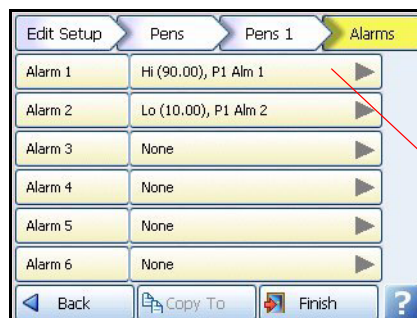 Edit Setup Pens Pens 1 Alarms
Alarm 1 Hi (90.00), P1 Alm 1
Alarm 2 Lo (10.00), P1 Alm 2
Alarm 3 None
Alarm 4 None
Alarm 5 None
Alarm 6 None
Back Copy To Finish ?